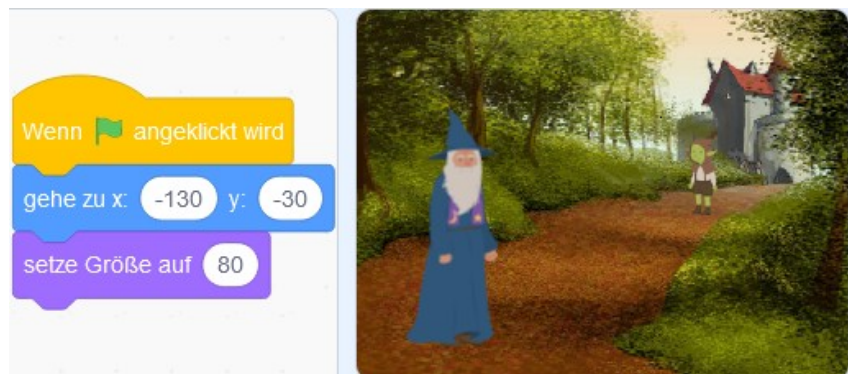 Wenn angeklickt wird
gehe zu x: -130 y: -30
setze Größe auf 80